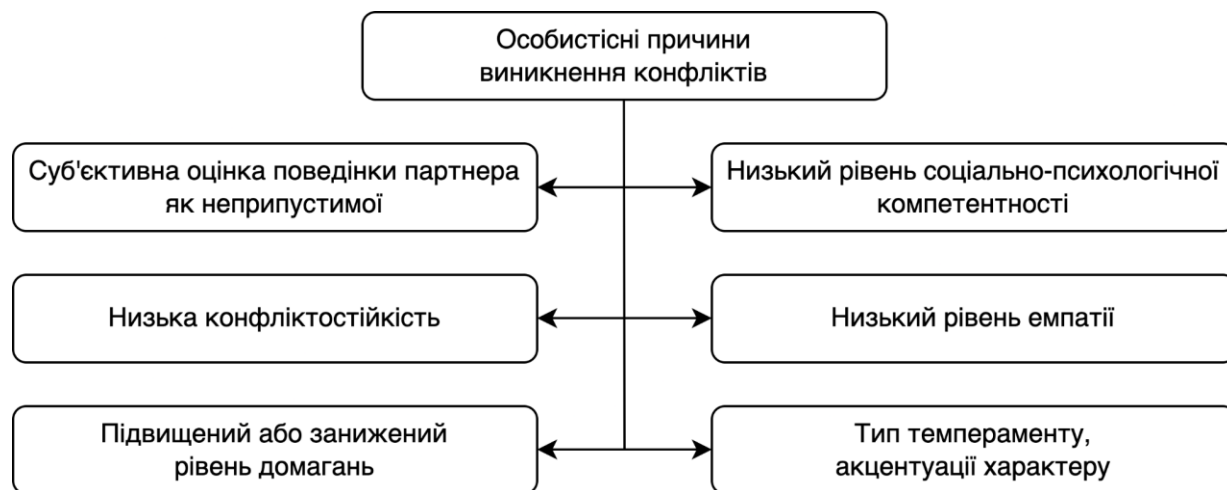 Особистісні причини
виникнення конфліктів
Суб'єктивна оцінка поведінки партнера
як неприпустимої
Низький рівень соціально-психологічної
компетентності
Низька конфліктостійкість
Низький рівень емпатії
Підвищений або занижений
рівень домагань
Тип темпераменту,
акцентуації характеру